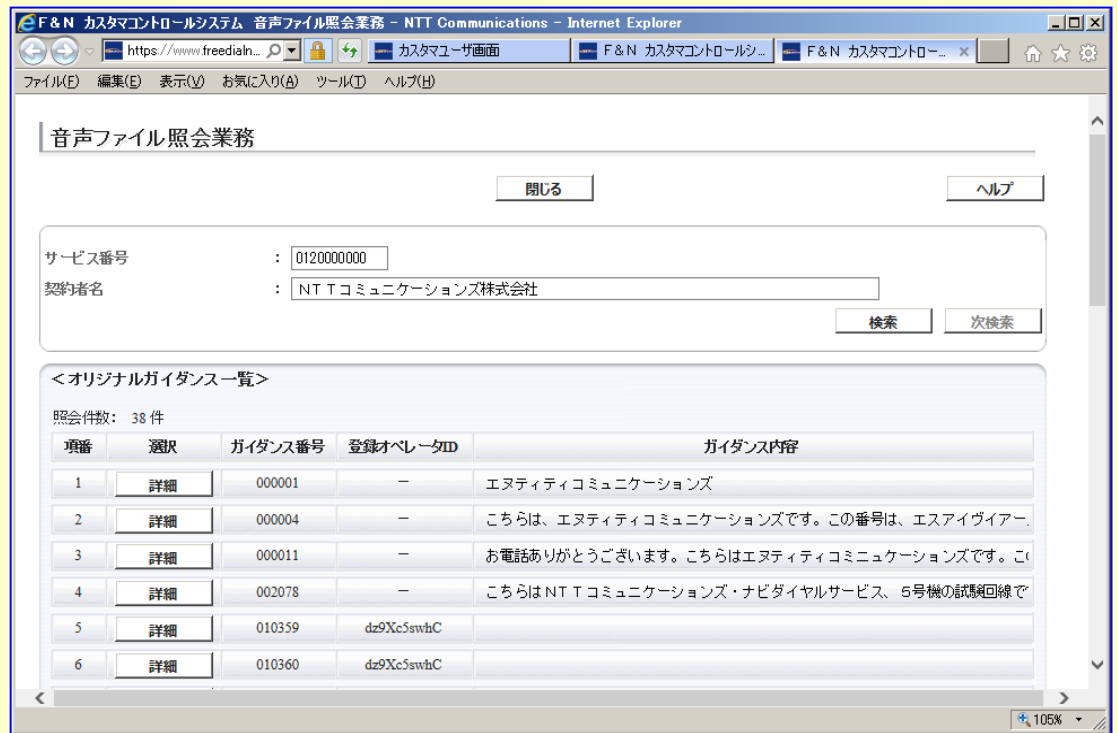 F&N カスタマコントロールシステム 音声ファイル照会業務 - NTT Communications - Internet Explorer
https://www.freedialn... カスタマユーザ画面 F&N カスタマコントロールシ... F&N カスタマコントロー...
ファイル(F) 編集(E) 表示(V) お気に入り(A) ツール(T) ヘルプ(H)
音声ファイル照会業務
閉じる ヘルプ
サービス番号 : 0120000000
契約者名 : NTTコミュニケーションズ株式会社
検索 次検索
<オリジナルガイダンス一覧>
照会件数: 38 件
項番 選択 ガイダンス番号 登録オペレータID ガイダンス内容
1 詳細 000001 － エヌティティコミュニケーションズ
2 詳細 000004 － こちらは、エヌティティコミュニケーションズです。この番号は、エスアイヴイアー
3 詳細 000011 － お電話ありがとうございます。こちらはエヌティティコミニュケーションズです。こ
4 詳細 002078 － こちらはNTTコミュニケーションズ・ナビダイヤルサービス、5号機の試験回線で
5 詳細 010359 dz9Xc5swhC
6 詳細 010360 dz9Xc5swhC
105%